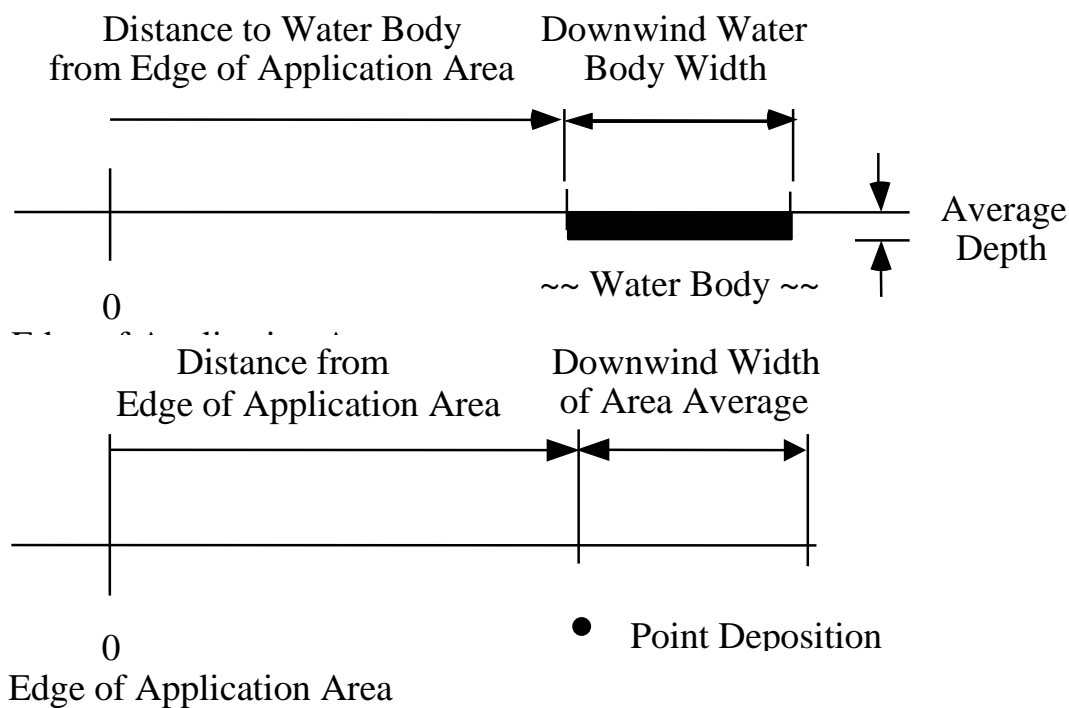 Distance to Water Body
from Edge of Application Area
Downwind Water
Body Width
Average
Depth
~~ Water Body ~~
0
Distance from
Edge of Application Area
Downwind Width
of Area Average
0
Edge of Application Area
● Point Deposition